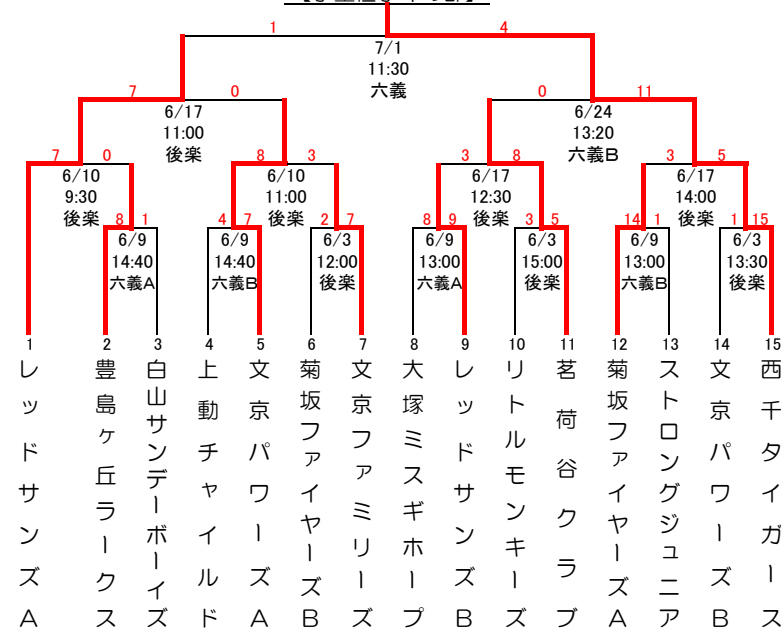 1 4
7/1
11:30
六義
7 0 0 11
6/17 6/24
11:00 13:20
後楽 六義B
7 0 8 3 3 8 3 5
6/10 6/10 6/17 6/17
9:30 11:00 12:30 14:00
後楽 後楽 後楽 後楽
8 1 4 7 2 7 8 9 3 5 14 1 1 15
6/9 6/9 6/3 6/9 6/3 6/9 6/3
14:40 14:40 12:00 13:00 15:00 13:00 13:30
六義A 六義B 後楽 六義A 後楽 六義B 後楽
1 2 3 4 5 6 7 8 9 10 11 12 13 14 15
レッドサンズA
豊島ヶ丘ラークス
白山サンデーボーイズ
上動チャイルド
文京パワーズA
菊坂ファイヤーズB
文京ファミリーズ
大塚ミスギホープ
レッドサンズB
リトルモンキーズ
茗荷谷クラブ
菊坂ファイヤーズA
ストロングジュニア
文京パワーズB
西千タイガース